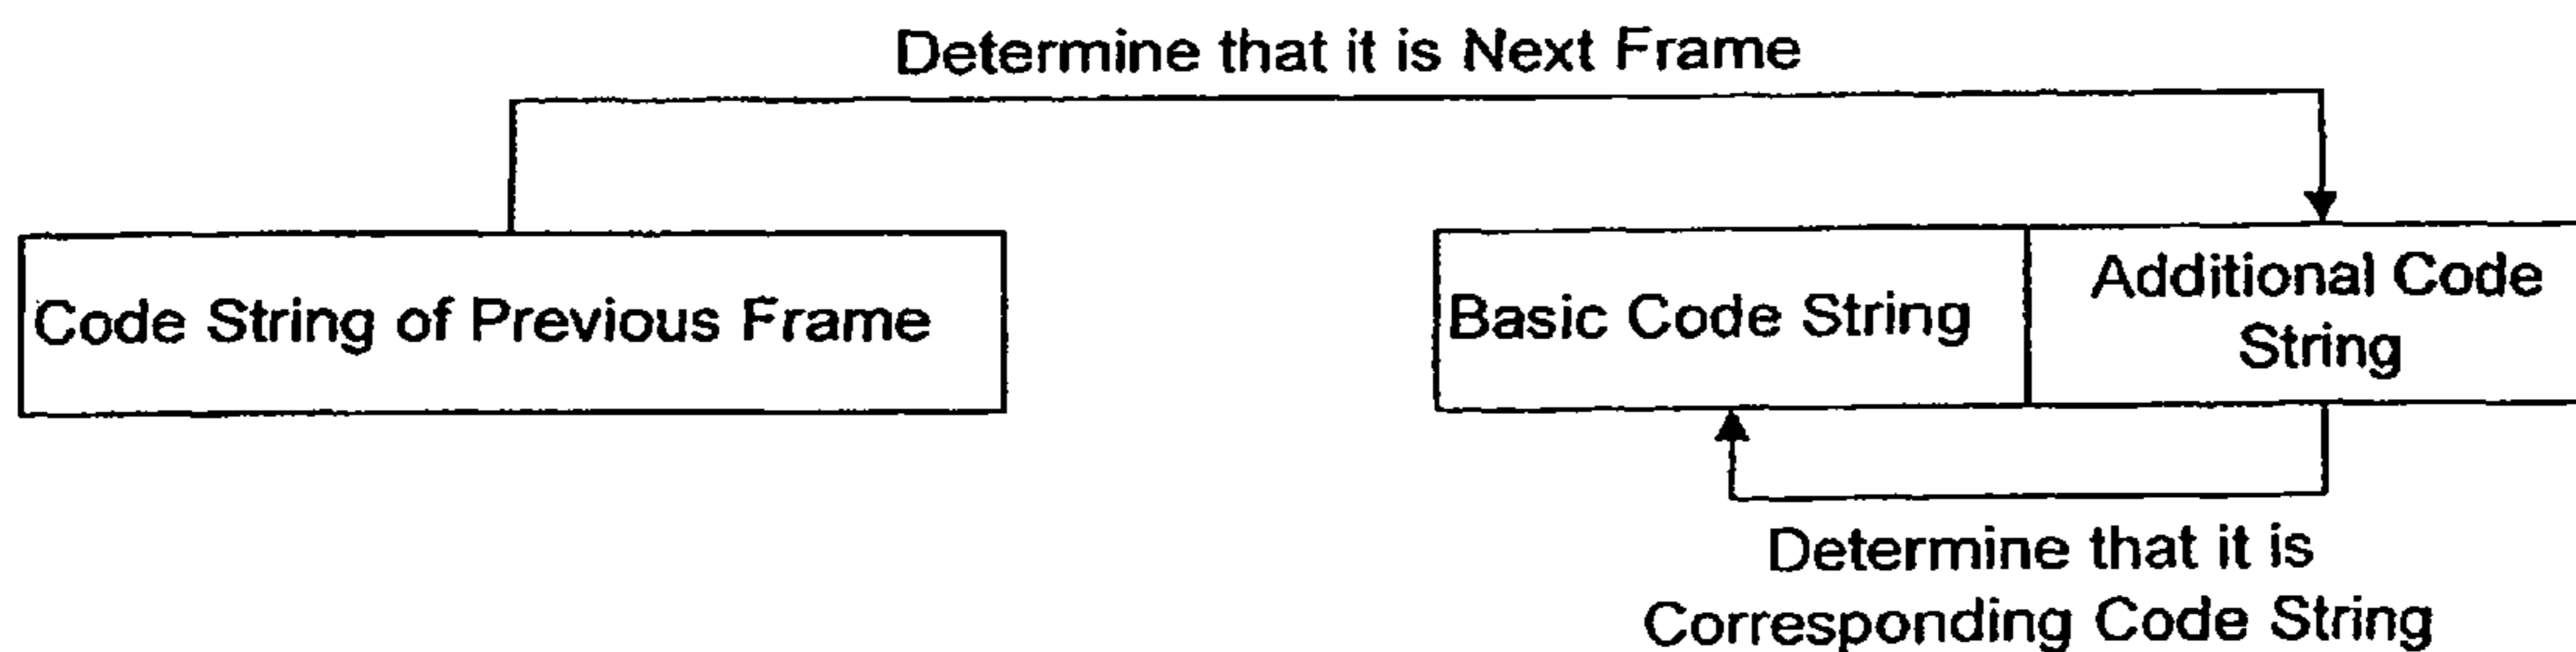 Determine that it is Next Frame
Code String of Previous Frame
Basic Code String
Additional Code
String
Determine that it is
Corresponding Code String